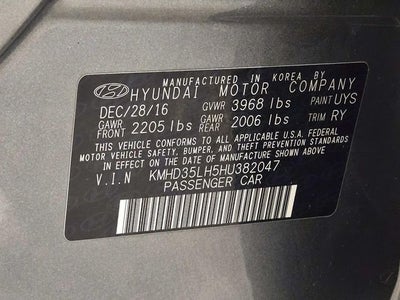 MANUFACTURED IN KOREA BY
HYUNDAI MOTOR COMPANY
DEC/28/16 GVWR 3968 lbs PAINT UYS
GAWR FRONT 2205 lbs GAWR REAR 2006 lbs TRIM RY
THIS VEHICLE CONFORMS TO ALL APPLICABLE U.S.A. FEDERAL
MOTOR VEHICLE SAFETY, BUMPER, AND THEFT PREVENTION STANDARDS
IN EFFECT ON THE DATE OF MANUFACTURE SHOWN ABOVE.
V.I.N KMHD35LH5HU382047
PASSENGER CAR